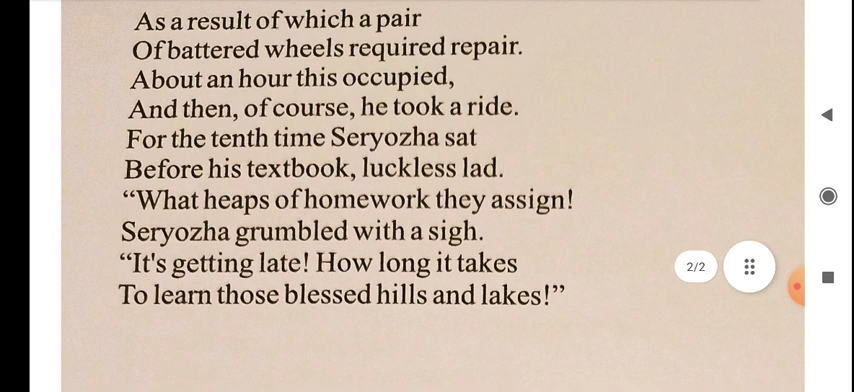 As a result of which a pair
Of battered wheels required repair.
About an hour this occupied,
And then, of course, he took a ride.
For the tenth time Seryozha sat
Before his textbook, luckless lad.
“What heaps of homework they assign!
Seryozha grumbled with a sigh.
“It's getting late! How long it takes
2/2
To learn those blessed hills and lakes!”